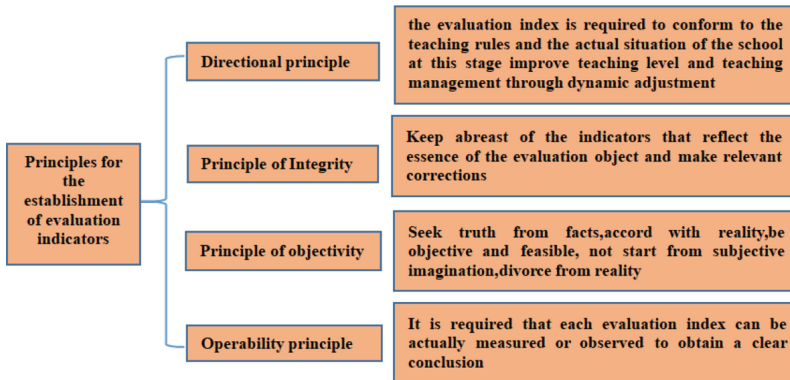 Principles for
the
establishment
of evaluation
indicators
Directional principle
the evaluation index is required to conform to the
teaching rules and the actual situation of the school
at this stage improve teaching level and teaching
management through dynamic adjustment
Principle of Integrity
Keep abreast of the indicators that reflect the
essence of the evaluation object and make relevant
corrections
Principle of objectivity
Seek truth from facts,accord with reality,be
objective and feasible, not start from subjective
imagination,divorce from reality
Operability principle
It is required that each evaluation index can be
actually measured or observed to obtain a clear
conclusion